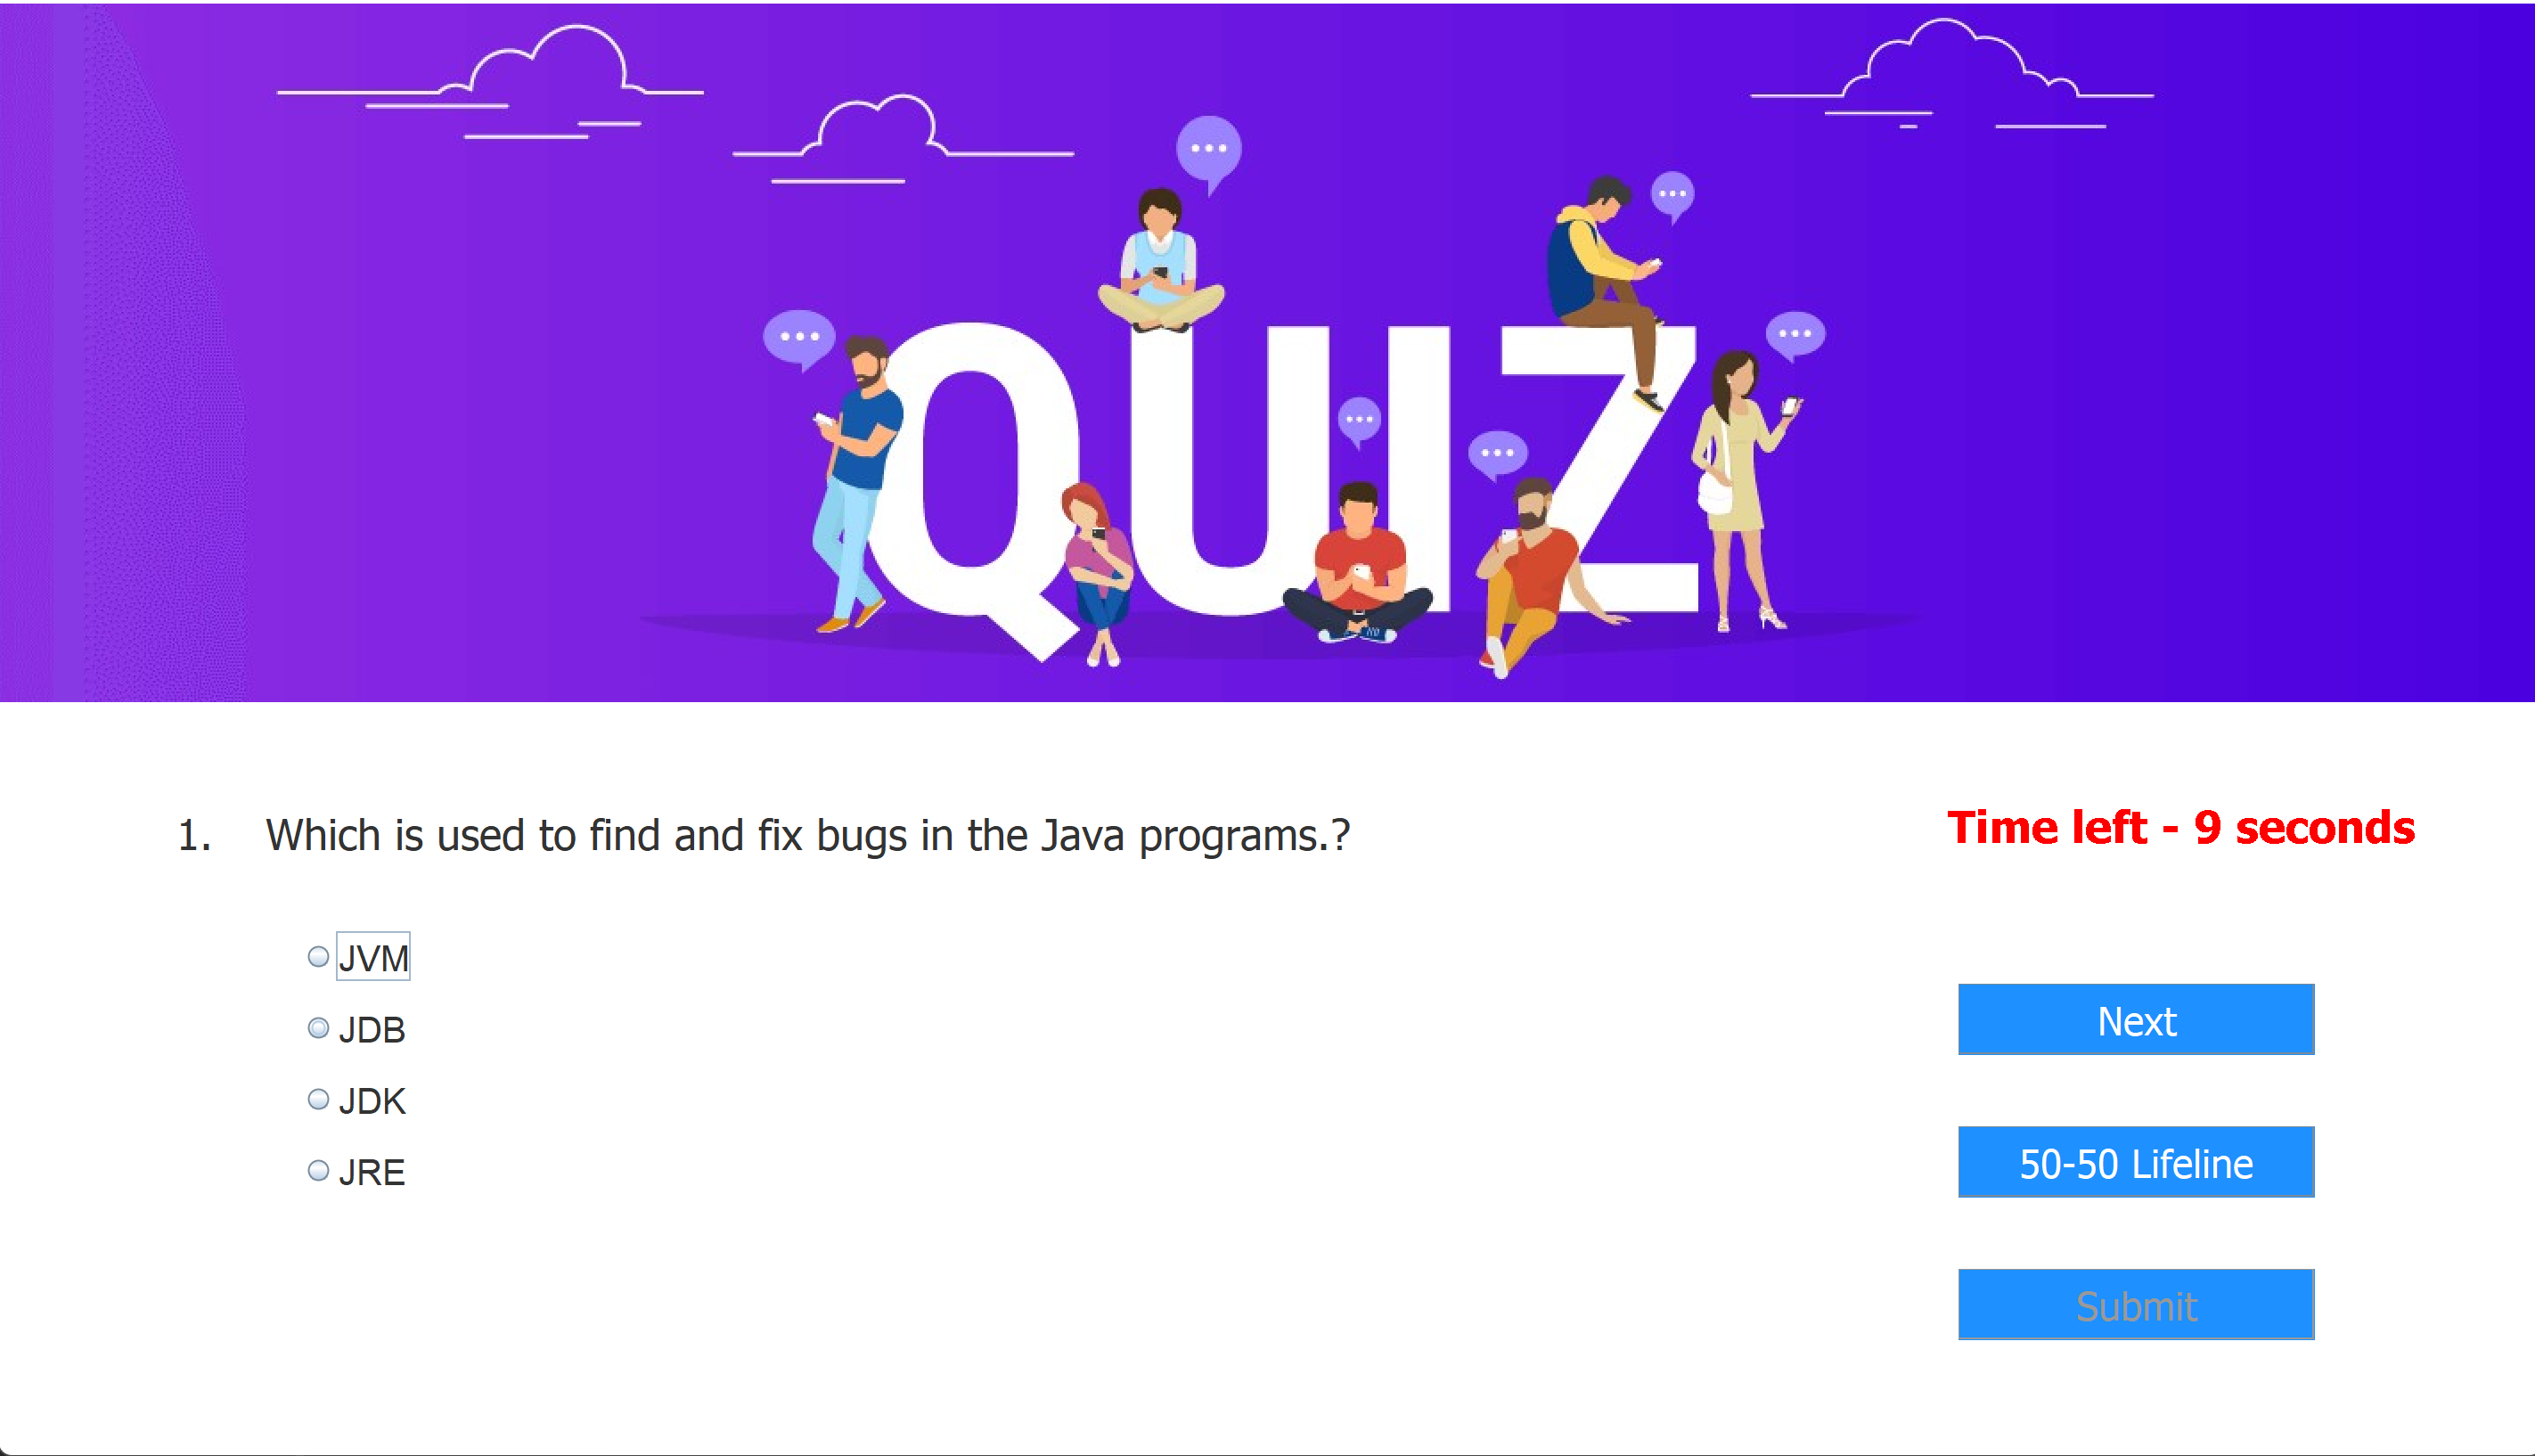 QUIZ
1. Which is used to find and fix bugs in the Java programs.?
Time left - 9 seconds
JVM
JDB
JDK
JRE
Next
50-50 Lifeline
Submit